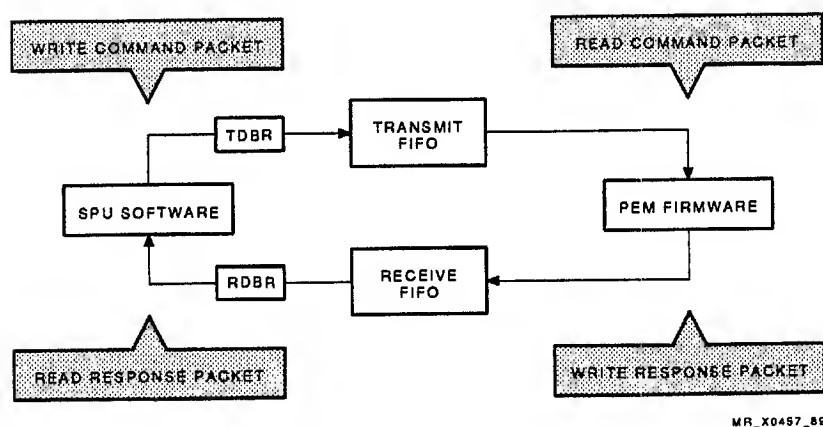 WRITE COMMAND PACKET
READ COMMAND PACKET
TDBR
TRANSMIT
FIFO
SPU SOFTWARE
PEM FIRMWARE
RDBR
RECEIVE
FIFO
READ RESPONSE PACKET
WRITE RESPONSE PACKET
MR_X0457_89